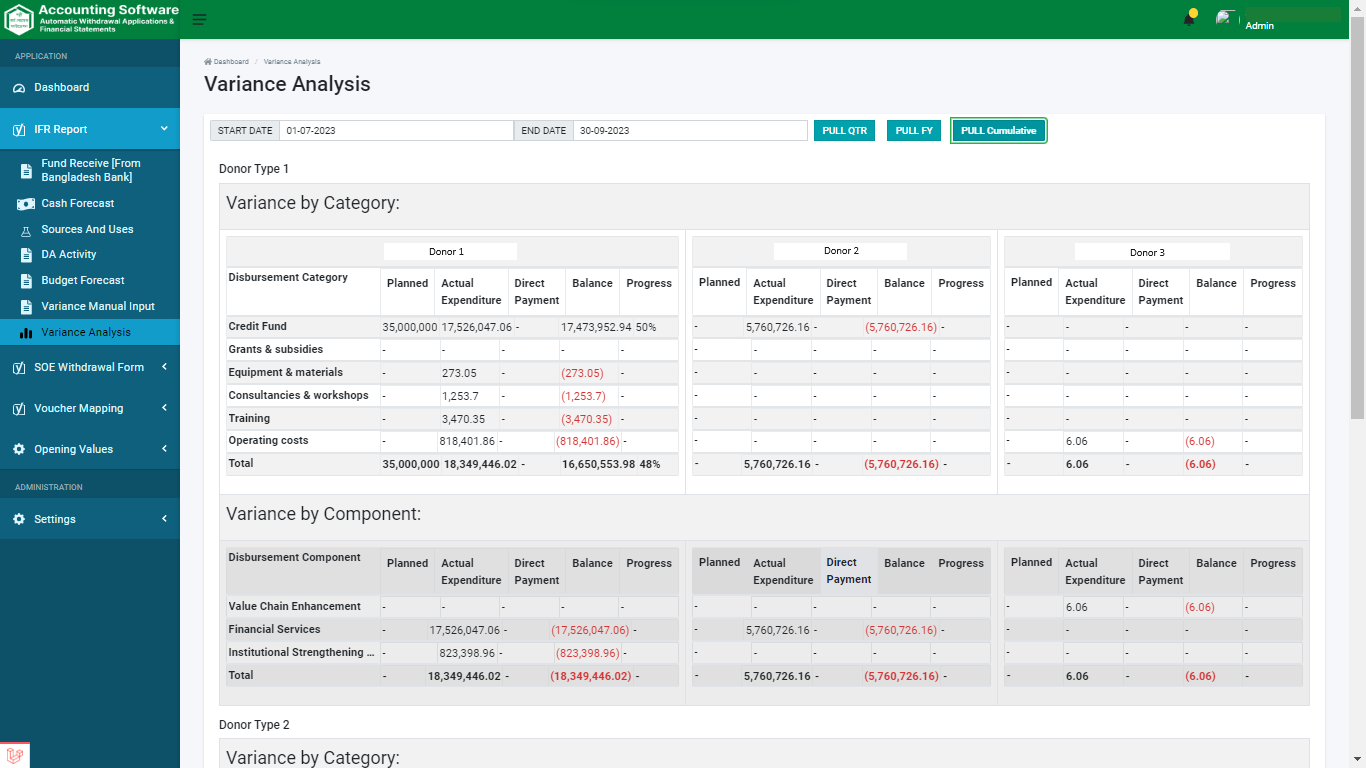 Accounting Software
Automatic Withdrawal Applications &
Financial Statements
Admin
APPLICATION
Dashboard
IFR Report
Fund Receive [From
Bangladesh Bank]
Cash Forecast
Sources And Uses
DA Activity
Budget Forecast
Variance Manual Input
Variance Analysis
SOE Withdrawal Form
Voucher Mapping
Opening Values
ADMINISTRATION
Settings
Dashboard / Variance Analysis
Variance Analysis
START DATE 01-07-2023 END DATE 30-09-2023 PULL QTR PULL FY PULL Cumulative
Donor Type 1
Variance by Category:
Donor 1 Donor 2 Donor 3
Disbursement Category Planned Actual Expenditure Direct Payment Balance Progress Planned Actual Expenditure Direct Payment Balance Progress Planned Actual Expenditure Direct Payment Balance Progress
Credit Fund 35,000,000 17,526,047.06 - 17,473,952.94 50% - 5,760,726.16 - (5,760,726.16) - - - - - -
Grants & subsidies - - - - - - - - - - - - - - -
Equipment & materials - 273.05 - (273.05) - - - - - - - - - - -
Consultancies & workshops - 1,253.7 - (1,253.7) - - - - - - - - - - -
Training - 3,470.35 - (3,470.35) - - - - - - - - - - -
Operating costs - 818,401.86 - (818,401.86) - - - - - - - 6.06 - (6.06) -
Total 35,000,000 18,349,446.02 - 16,650,553.98 48% - 5,760,726.16 - (5,760,726.16) - - 6.06 - (6.06) -
Variance by Component:
Disbursement Component Planned Actual Expenditure Direct Payment Balance Progress Planned Actual Expenditure Direct Payment Balance Progress Planned Actual Expenditure Direct Payment Balance Progress
Value Chain Enhancement - - - - - - - - - - - 6.06 - (6.06) -
Financial Services - 17,526,047.06 - (17,526,047.06) - - 5,760,726.16 - (5,760,726.16) - - - - - -
Institutional Strengthening ... - 823,398.96 - (823,398.96) - - - - - - - - - - -
Total - 18,349,446.02 - (18,349,446.02) - - 5,760,726.16 - (5,760,726.16) - - 6.06 - (6.06) -
Donor Type 2
Variance by Category: